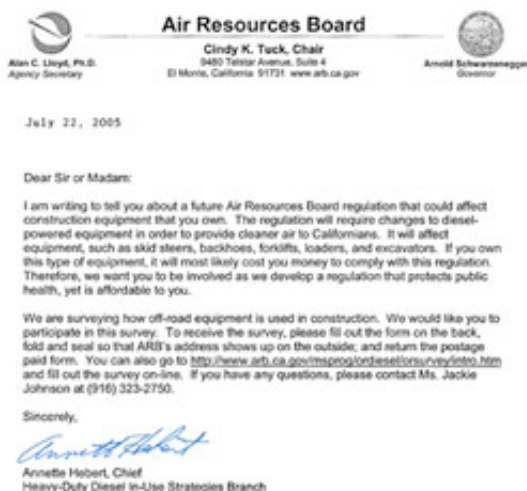 Air Resources Board
Cindy K. Tuck, Chair
9480 Telstar Avenue, Suite 4
El Monte, California 91731 www.arb.ca.gov
Alan C. Lloyd, Ph.D.
Agency Secretary
Arnold Schwarzenegger
Governor
July 22, 2005
Dear Sir or Madam:
I am writing to tell you about a future Air Resources Board regulation that could affect
construction equipment that you own. The regulation will require changes to diesel-
powered equipment in order to provide cleaner air to Californians. It will affect
equipment, such as skid steers, backhoes, forklifts, loaders, and excavators. If you own
this type of equipment, it will most likely cost you money to comply with this regulation.
Therefore, we want you to be involved as we develop a regulation that protects public
health, yet is affordable to you.
We are surveying how off-road equipment is used in construction. We would like you to
participate in this survey. To receive the survey, please fill out the form on the back,
fold and seal so that ARB's address shows up on the outside; and return the postage
paid form. You can also go to http://www.arb.ca.gov/msprog/ordiesel/orsurvey/intro.htm
and fill out the survey on-line. If you have any questions, please contact Ms. Jackie
Johnson at (916) 323-2750.
Sincerely,
Annette Hebert
Annette Hebert, Chief
Heavy-Duty Diesel In-Use Strategies Branch